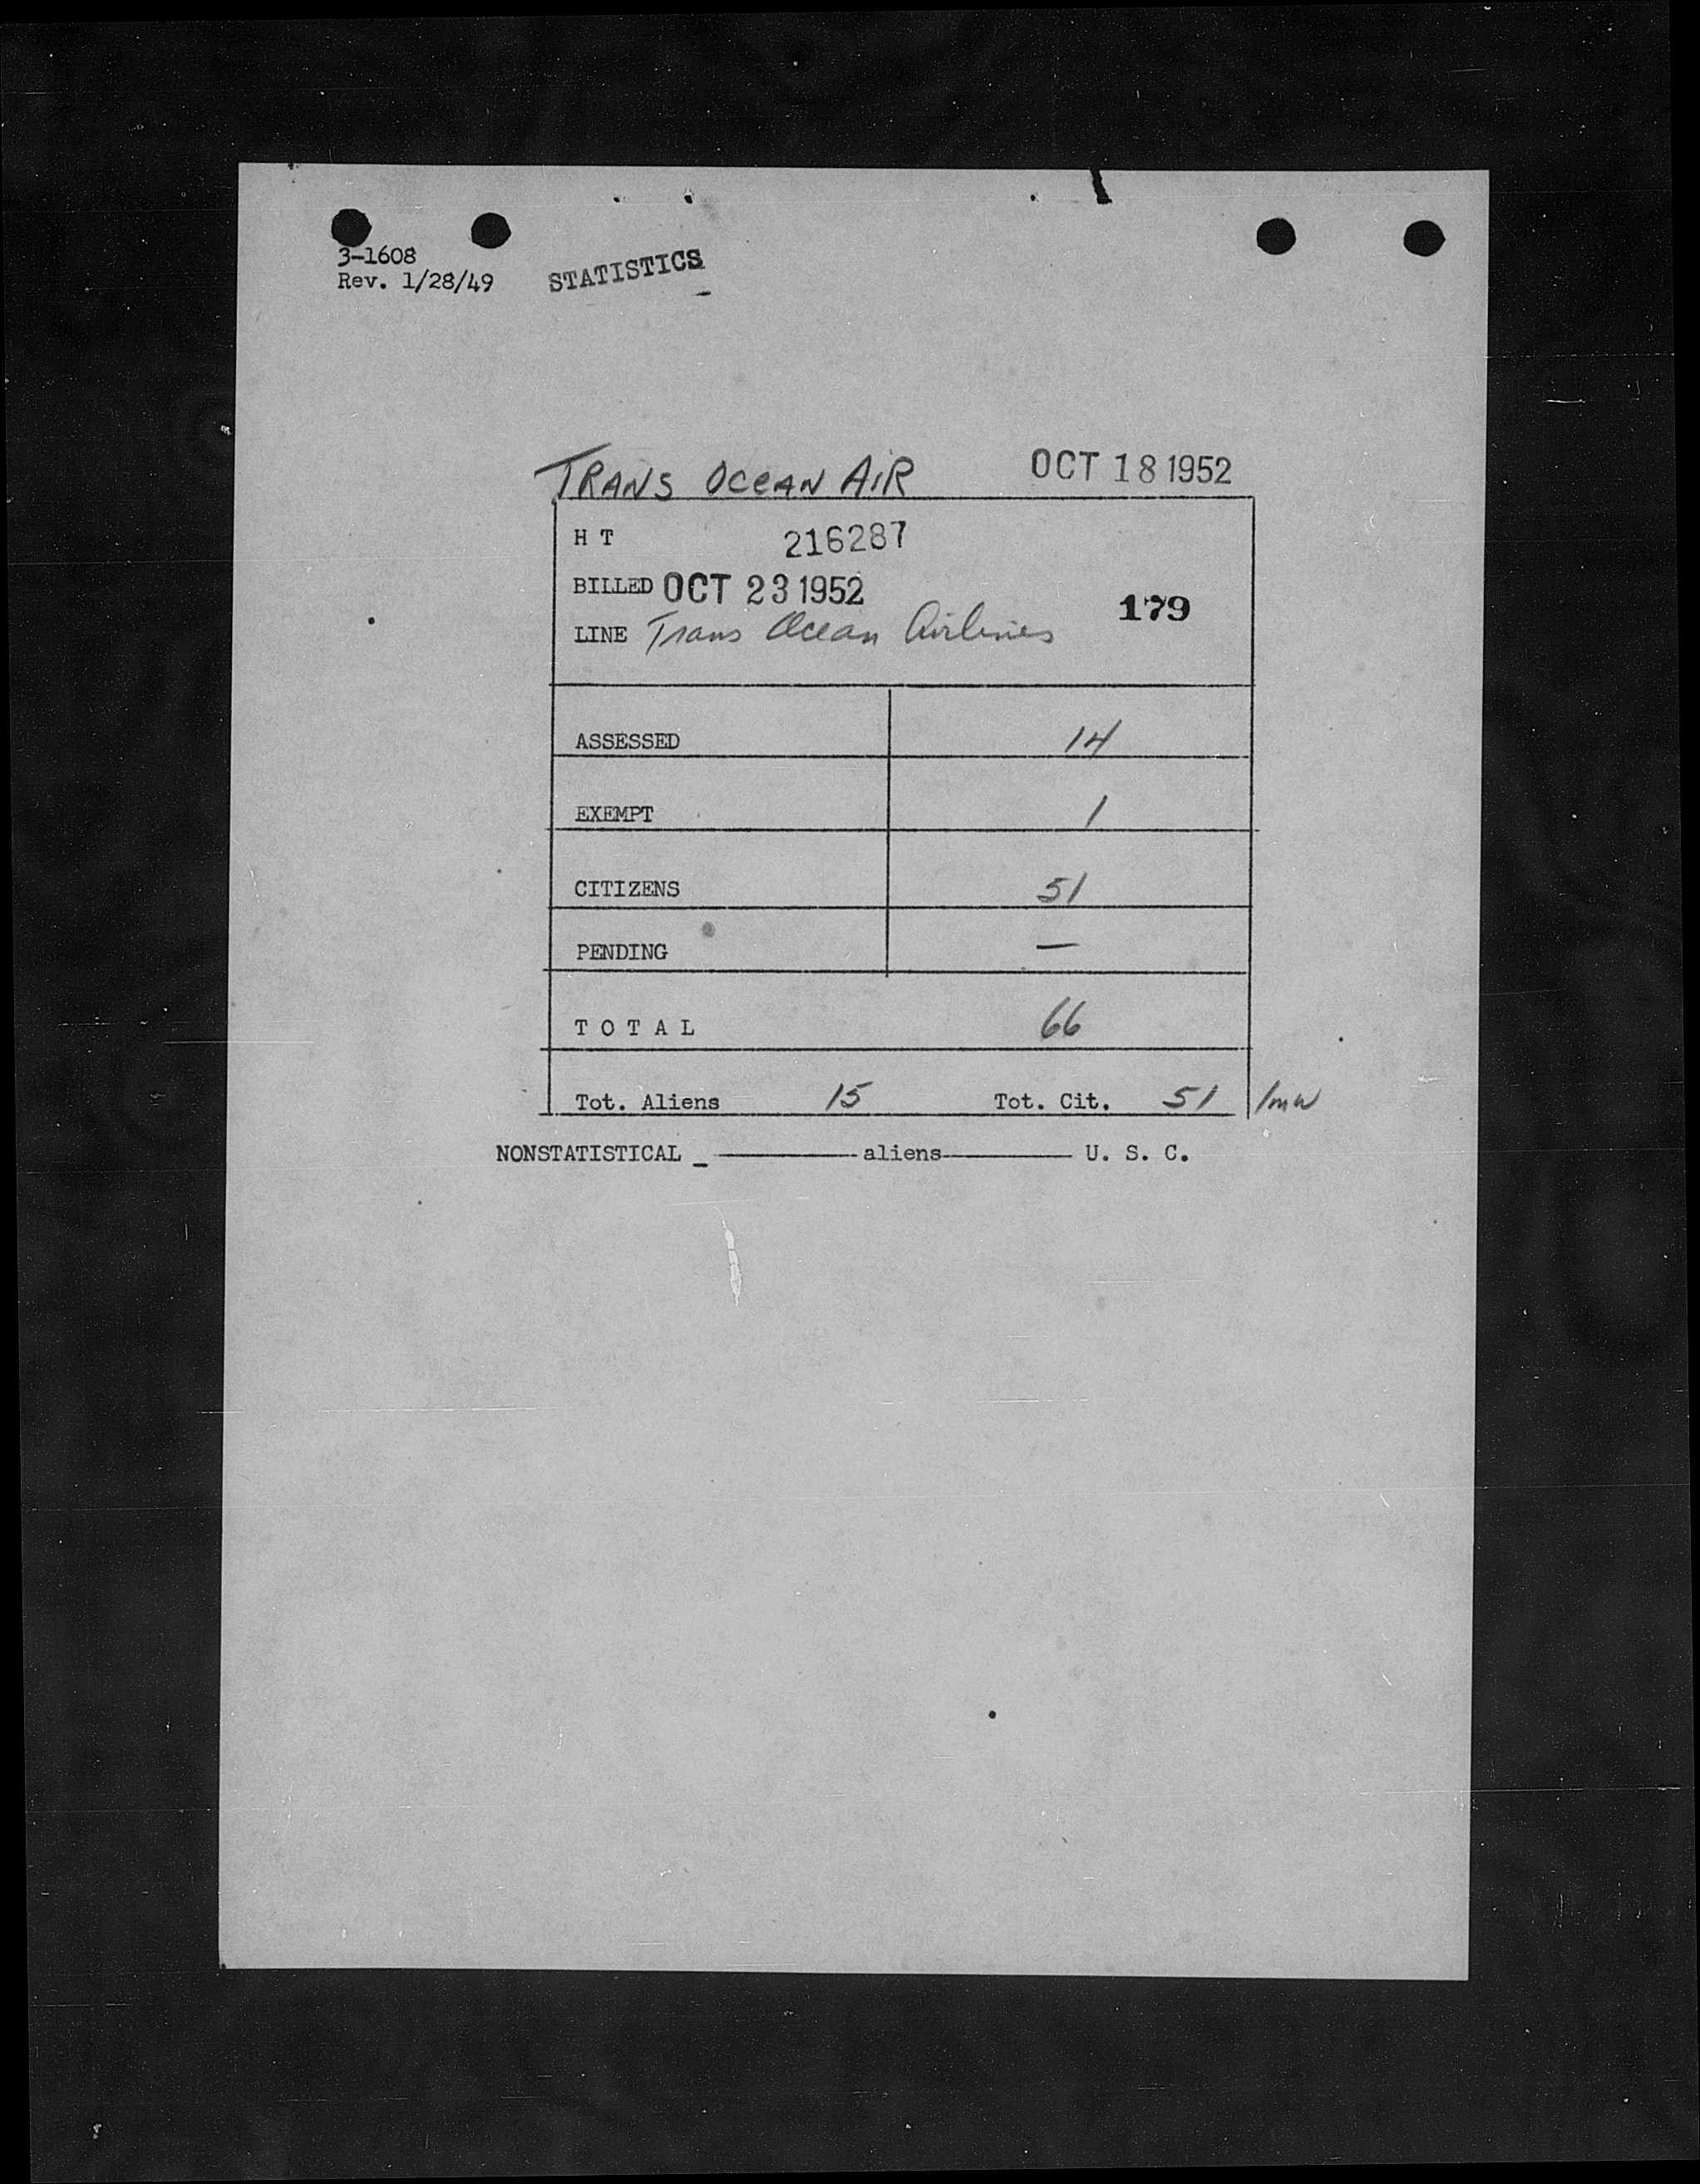 3-1608
Rev. 1/28/49 STATISTICS
TRANS OCEAN AIR OCT 18 1952
H T 216287
BILLED OCT 23 1952
179
LINE Trans Ocean Airlines
ASSESSED 14
EXEMPT 1
CITIZENS 51
PENDING —
T O T A L 66
Tot. Aliens 15 Tot. Cit. 51
NONSTATISTICAL _ ———— aliens ———— U. S. C.